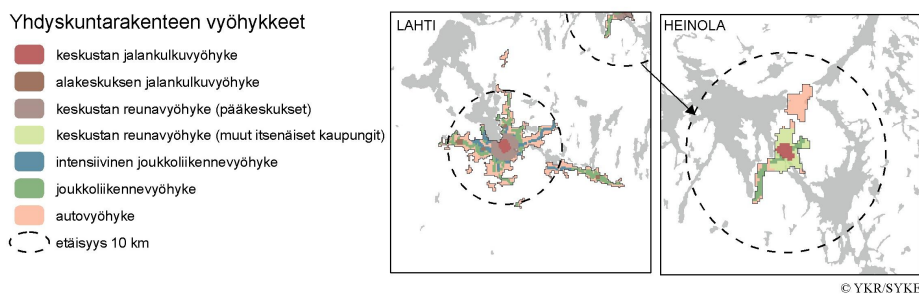 Yhdyskuntarakenteen vyöhykkeet
keskustan jalankulkuvyöhyke
alakeskuksen jalankulkuvyöhyke
keskustan reunavyöhyke (pääkeskukset)
keskustan reunavyöhyke (muut itsenäiset kaupungit)
intensiivinen joukkoliikennevyöhyke
joukkoliikennevyöhyke
autovyöhyke
etäisyys 10 km
LAHTI
HEINOLA
© YKR/SYKE